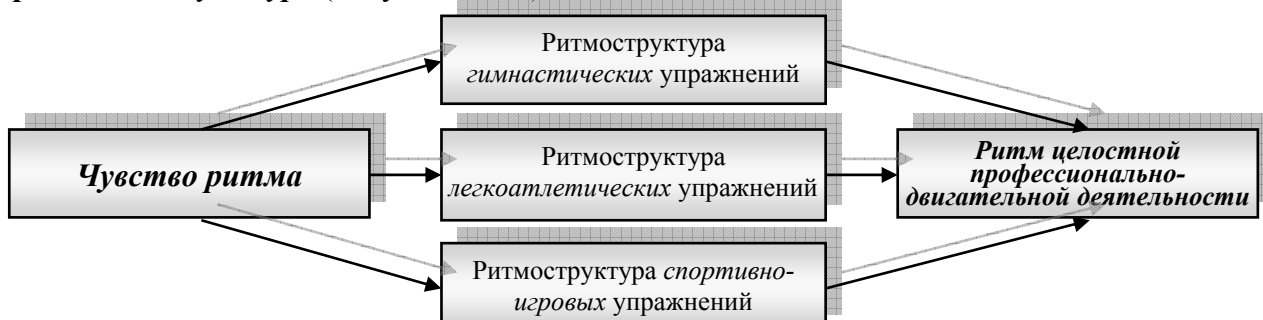 Ритмоструктура
гимнастических упражнений
Чувство ритма
Ритмоструктура
легкоатлетических упражнений
Ритм целостной
профессионально-
двигательной деятельности
Ритмоструктура спортивно-
игровых упражнений